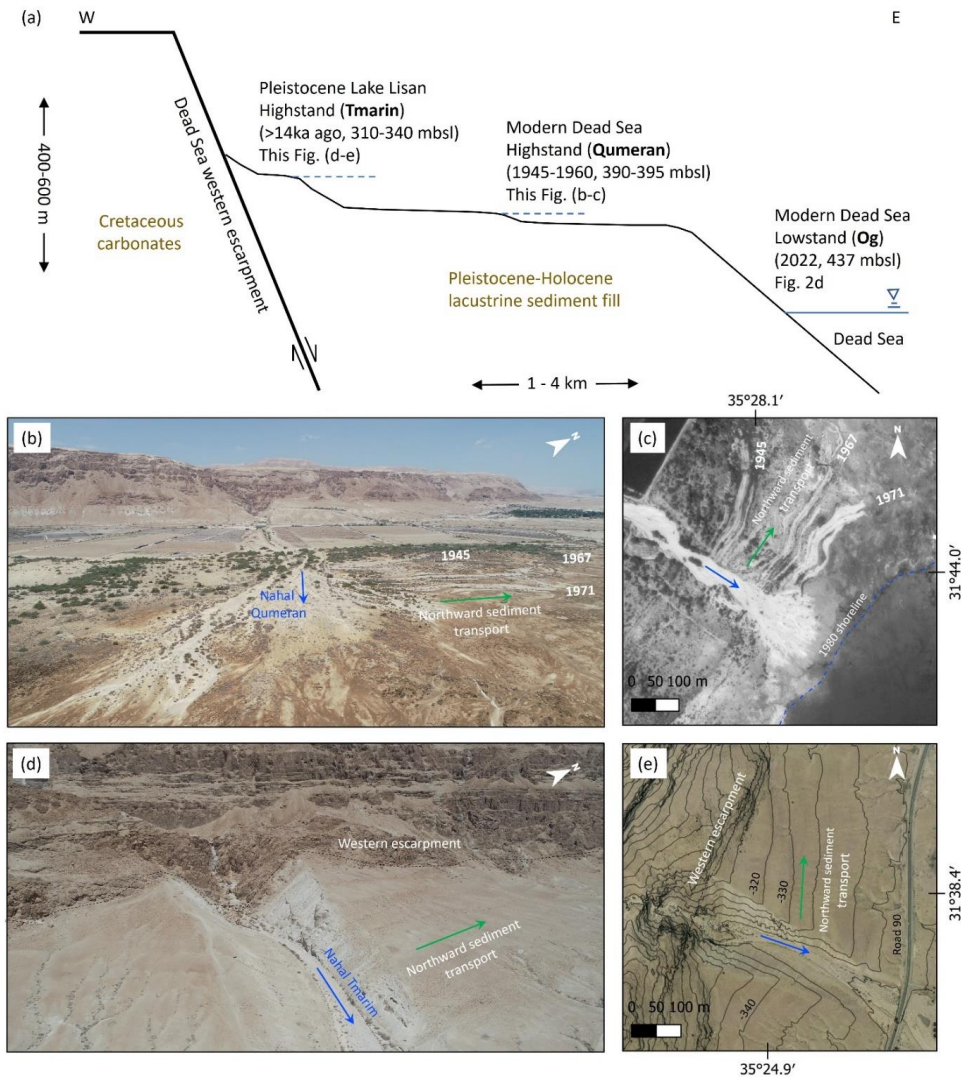 (a)
W
E
Pleistocene Lake Lisan
Highstand (Tmarin)
(>14ka ago, 310-340 mbsl)
This Fig. (d-e)
Modern Dead Sea
Highstand (Qumeran)
(1945-1960, 390-395 mbsl)
This Fig. (b-c)
Modern Dead Sea
Lowstand (Og)
(2022, 437 mbsl)
Fig. 2d
400-600 m
Dead Sea western escarpment
Cretaceous
carbonates
Pleistocene-Holocene
lacustrine sediment fill
Dead Sea
1 - 4 km
(b)
N
1945
1967
1971
Nahal
Qumeran
Northward sediment
transport
35°28.1′
(c)
N
1945
1967
1971
Northward sediment
transport
1980 shoreline
0 50 100 m
31°44.0′
(d)
N
Western escarpment
Northward sediment
transport
Nahal Tmarim
(e)
N
Western escarpment
-320
-330
-340
Northward sediment
transport
Road 90
0 50 100 m
31°38.4′
35°24.9′